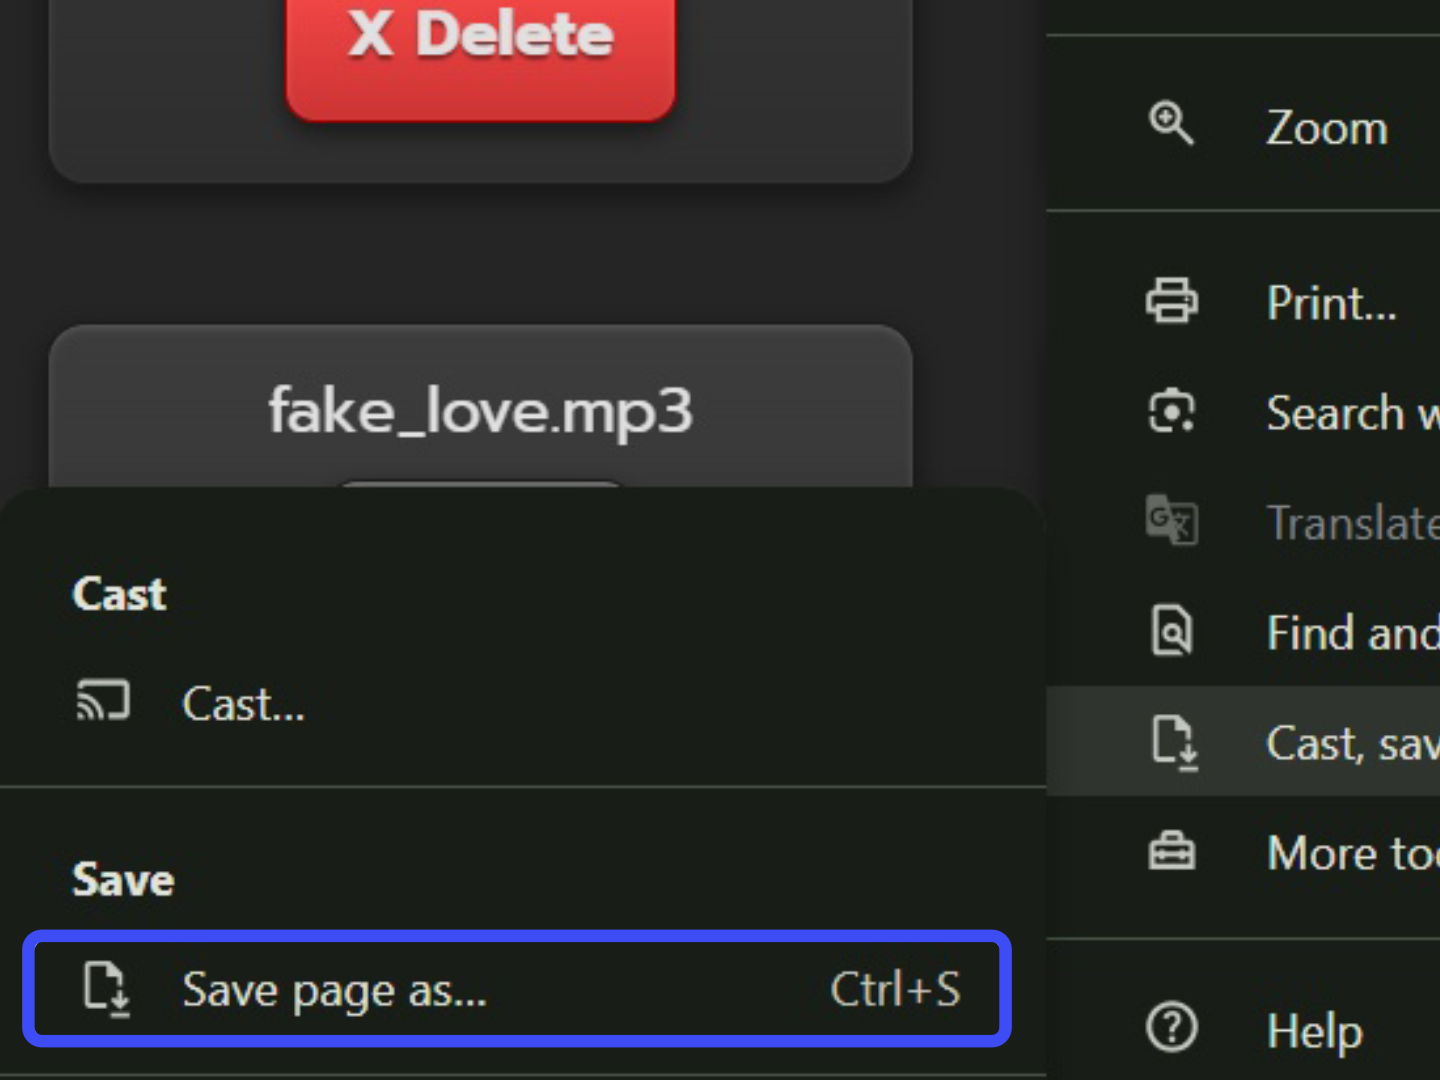 X Delete
fake_love.mp3
Cast
Cast...
Save
Save page as...
Ctrl+S
Zoom
Print...
Search w
Translate
Find and
Cast, sav
More too
Help